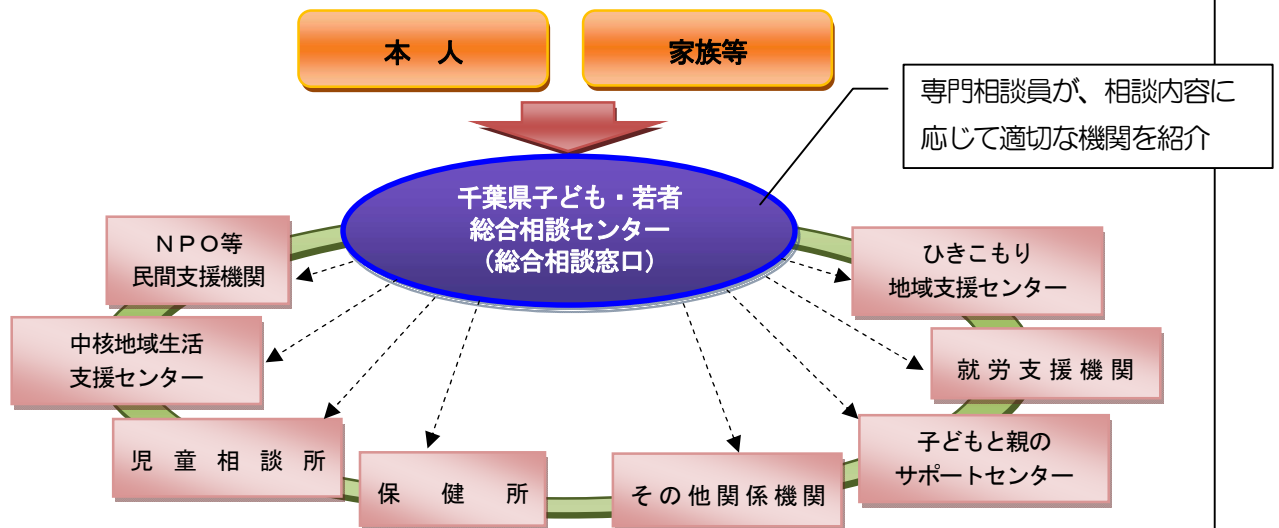 本 人
家族等
専門相談員が、相談内容に
応じて適切な機関を紹介
千葉県子ども・若者
総合相談センター
（総合相談窓口）
ＮＰＯ等
民間支援機関
ひきこもり
地域支援センター
中核地域生活
支援センター
就労支援機関
児童相談所
子どもと親の
サポートセンター
保健所
その他関係機関